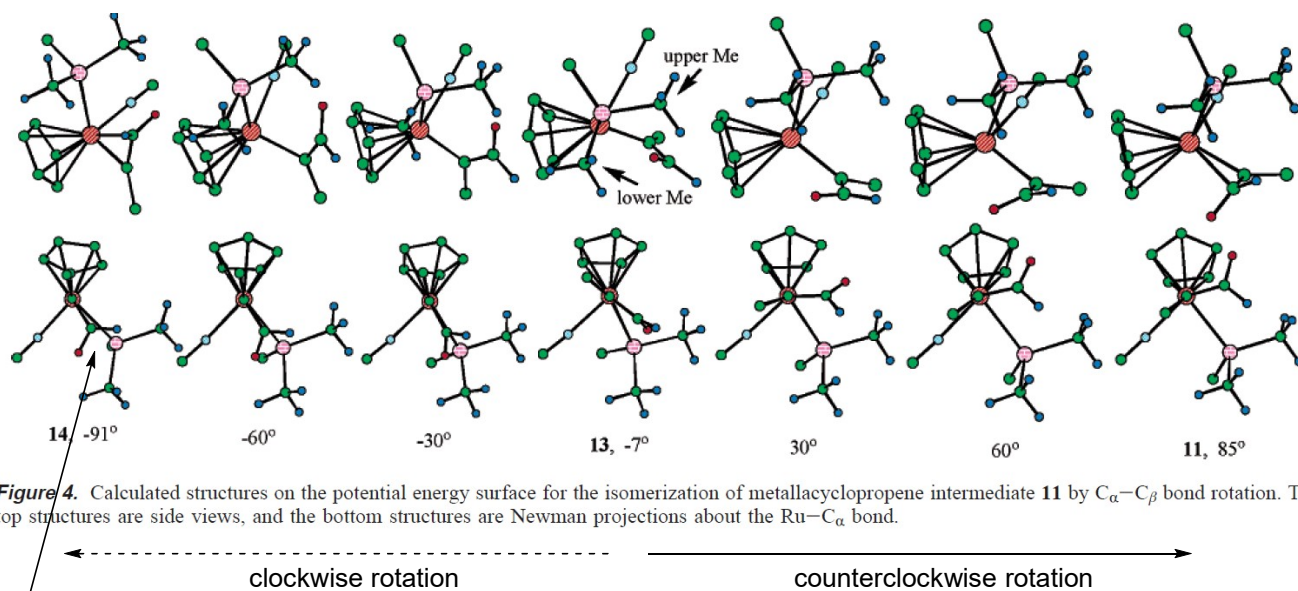 upper Me
lower Me
14, -91°
-60°
-30°
13, -7°
30°
60°
11, 85°
Figure 4. Calculated structures on the potential energy surface for the isomerization of metallacyclopropene intermediate 11 by Cα−Cβ bond rotation. T
top structures are side views, and the bottom structures are Newman projections about the Ru−Cα bond.
clockwise rotation
counterclockwise rotation